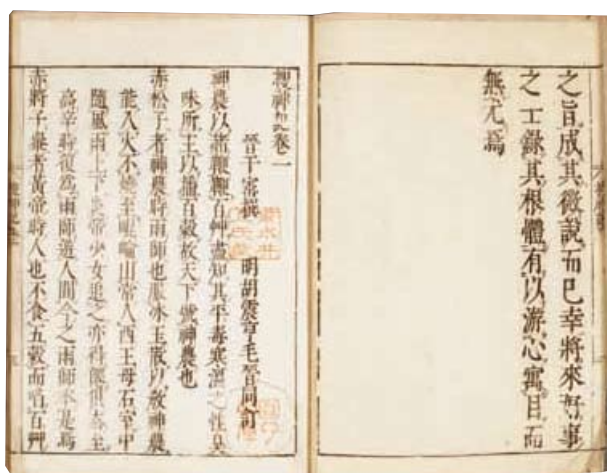 之旨成其微說而已幸將來好事
之士錄其根體有以游心寓目而
無尤焉
搜神記卷一
晉干寶撰 明胡震亨毛晉同訂
神農以赭鞭鞭百艸盡知其平毒寒溫之性臭
味所主以播百穀故天下號神農也
赤松子者神農時雨師也服冰玉散以教神農
能入火不燒至崐崘山常入西王母石室中
隨風雨上下炎帝少女追之亦得僊俱去至
高辛時復爲雨師遊人間今之雨師本是焉
赤將子轝者黃帝時人也不食五穀而啗百艸